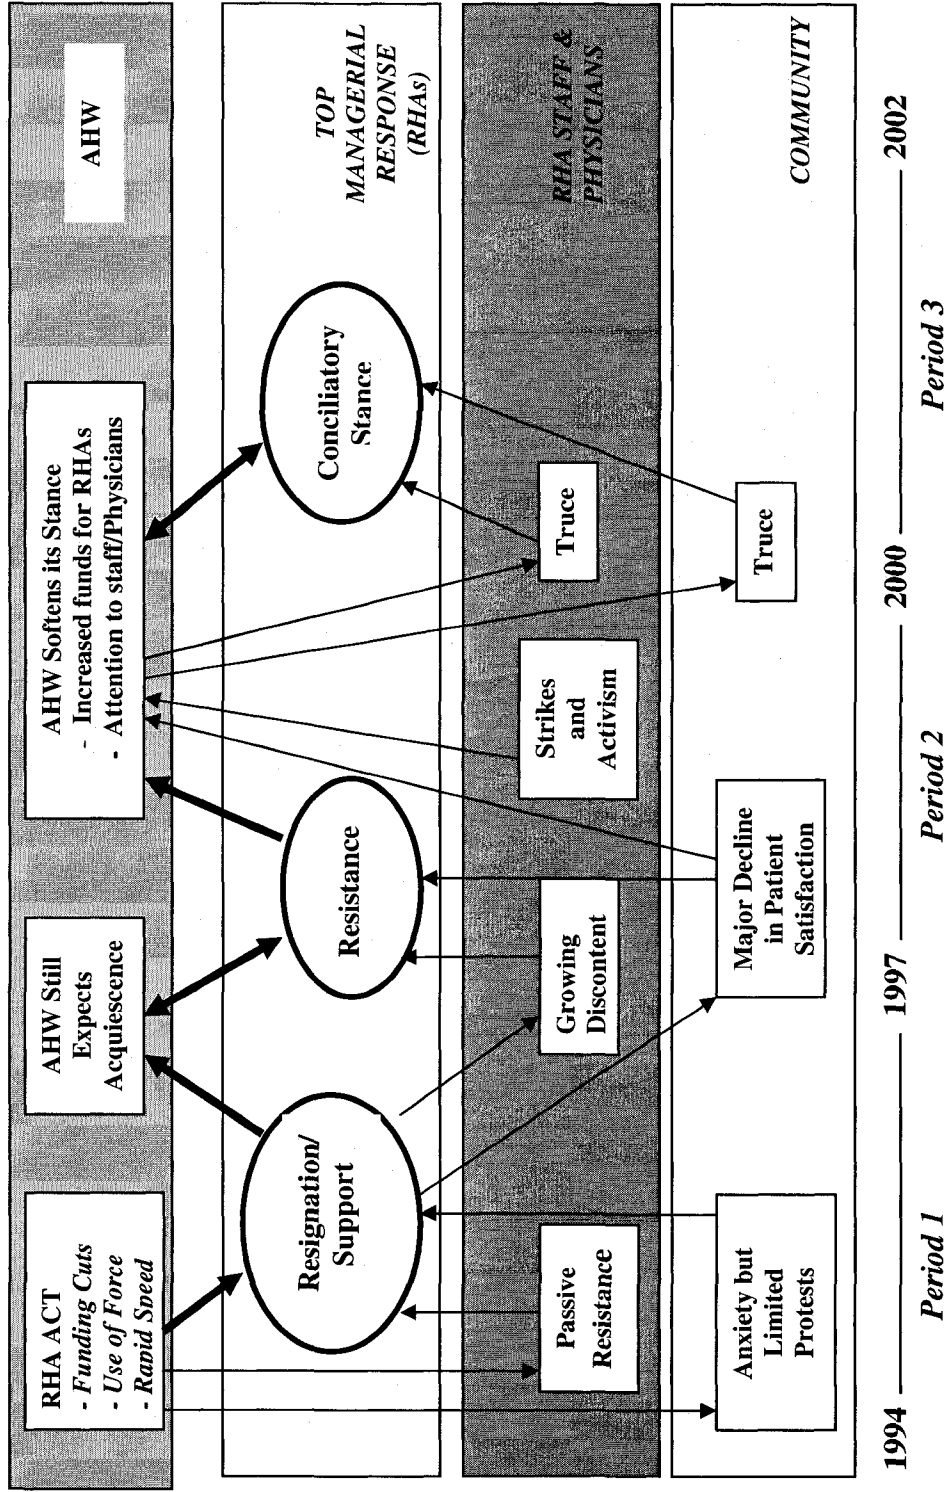 RHA ACT
- Funding Cuts
- Use of Force
- Rapid Speed
AHW Still
Expects
Acquiescence
AHW Softens its Stance
- Increased funds for RHAs
- Attention to staff/Physicians
AHW
Resignation/
Support
Resistance
Conciliatory
Stance
TOP
MANAGERIAL
RESPONSE
(RHAs)
Passive
Resistance
Growing
Discontent
Strikes
and
Activism
Truce
RHA STAFF &
PHYSICIANS
Anxiety but
Limited
Protests
Major Decline
in Patient
Satisfaction
Truce
COMMUNITY
1994 1997 2000 2002
Period 1 Period 2 Period 3